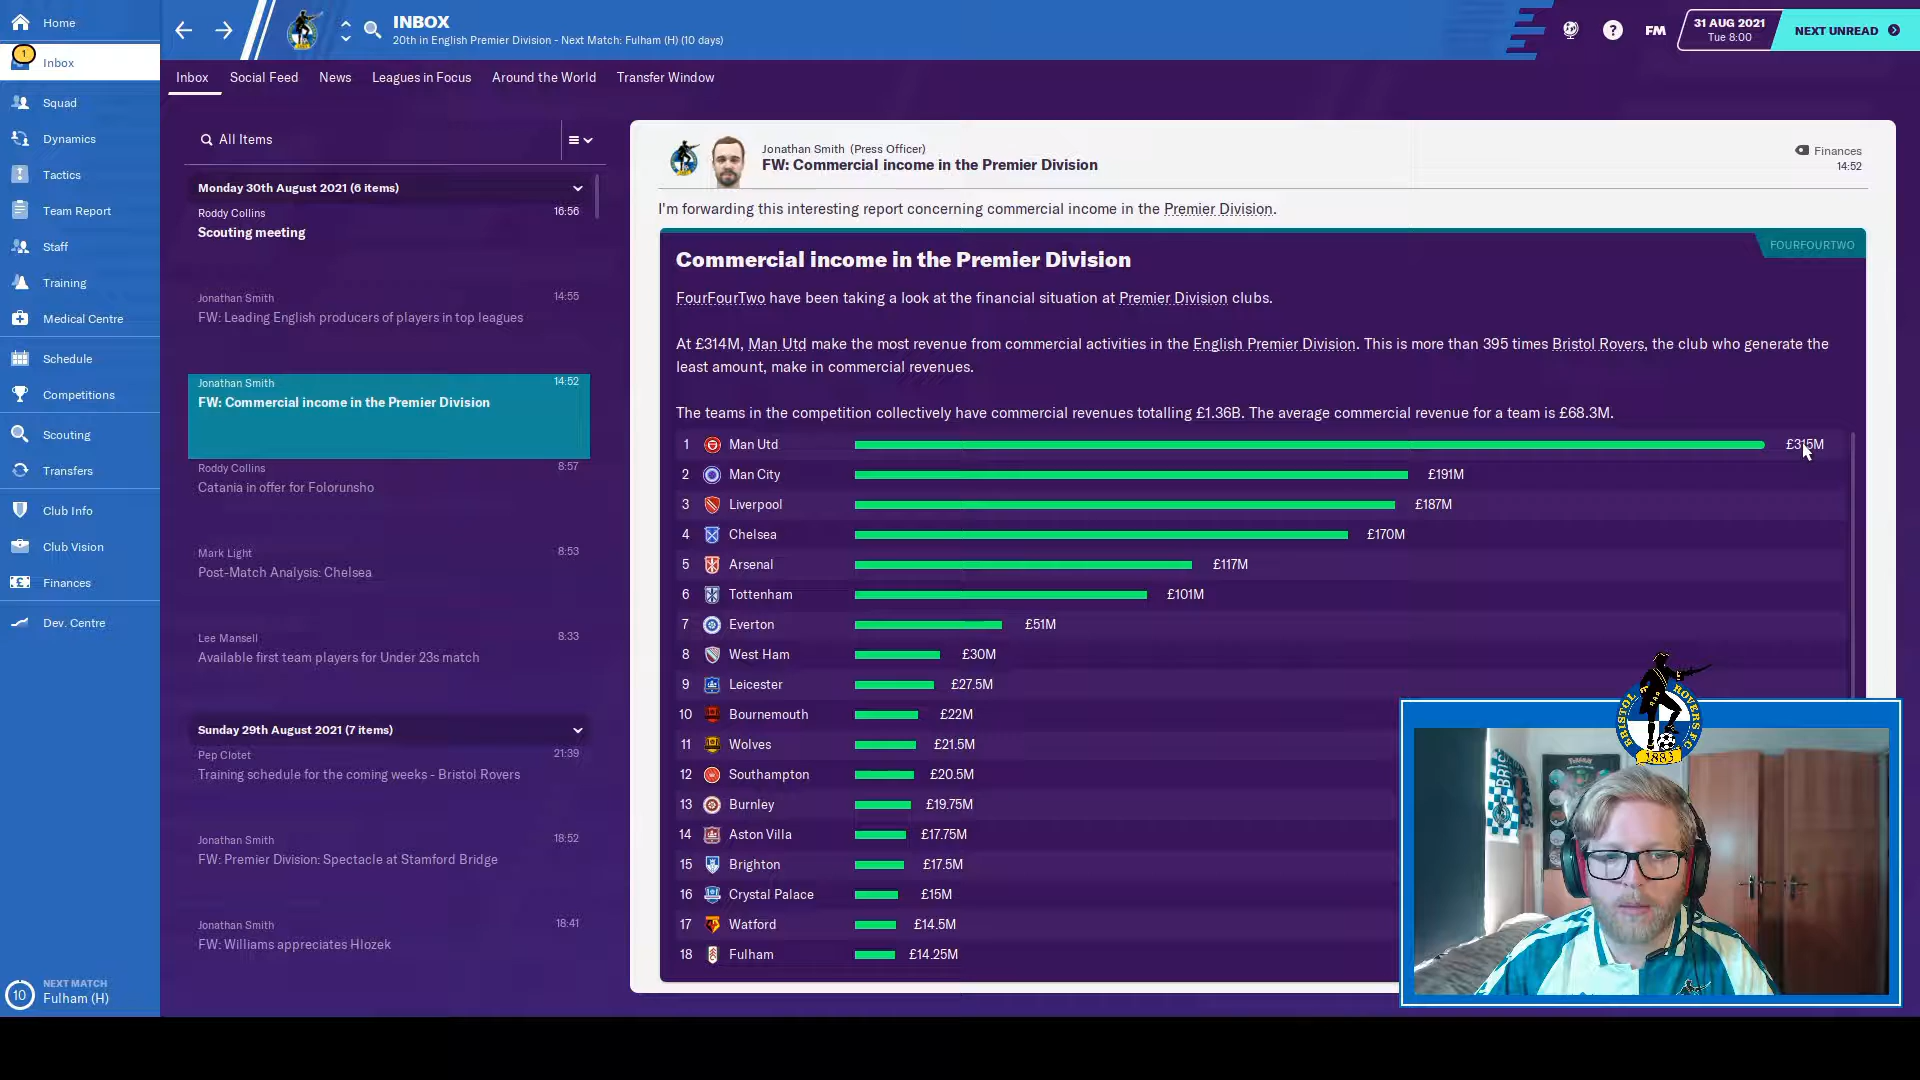 Home
1
Inbox
Squad
Dynamics
Tactics
Team Report
Staff
Training
Medical Centre
Schedule
Competitions
Scouting
Transfers
Club Info
Club Vision
Finances
Dev. Centre
10
NEXT MATCH
Fulham (H)
INBOX
20th in English Premier Division - Next Match: Fulham (H) (10 days)
?
FM
31 AUG 2021
Tue 8:00
NEXT UNREAD
Inbox Social Feed News Leagues in Focus Around the World Transfer Window
All Items
Monday 30th August 2021 (6 items)
Roddy Collins 16:56
Scouting meeting
Jonathan Smith 14:55
FW: Leading English producers of players in top leagues
Jonathan Smith 14:52
FW: Commercial income in the Premier Division
Roddy Collins 8:57
Catania in offer for Folorunsho
Mark Light 8:53
Post-Match Analysis: Chelsea
Lee Mansell 8:33
Available first team players for Under 23s match
Sunday 29th August 2021 (7 items)
Pep Clotet 21:39
Training schedule for the coming weeks - Bristol Rovers
Jonathan Smith 18:52
FW: Premier Division: Spectacle at Stamford Bridge
Jonathan Smith 18:41
FW: Williams appreciates Hlozek
Jonathan Smith (Press Officer)
FW: Commercial income in the Premier Division
Finances
14:52
I'm forwarding this interesting report concerning commercial income in the Premier Division.
FOURFOURTWO
Commercial income in the Premier Division
FourFourTwo have been taking a look at the financial situation at Premier Division clubs.
At £314M, Man Utd make the most revenue from commercial activities in the English Premier Division. This is more than 395 times Bristol Rovers, the club who generate the
least amount, make in commercial revenues.
The teams in the competition collectively have commercial revenues totalling £1.36B. The average commercial revenue for a team is £68.3M.
1 Man Utd £315M
2 Man City £191M
3 Liverpool £187M
4 Chelsea £170M
5 Arsenal £117M
6 Tottenham £101M
7 Everton £51M
8 West Ham £30M
9 Leicester £27.5M
10 Bournemouth £22M
11 Wolves £21.5M
12 Southampton £20.5M
13 Burnley £19.75M
14 Aston Villa £17.75M
15 Brighton £17.5M
16 Crystal Palace £15M
17 Watford £14.5M
18 Fulham £14.25M
BRISTOL ROVERS F.C
1883